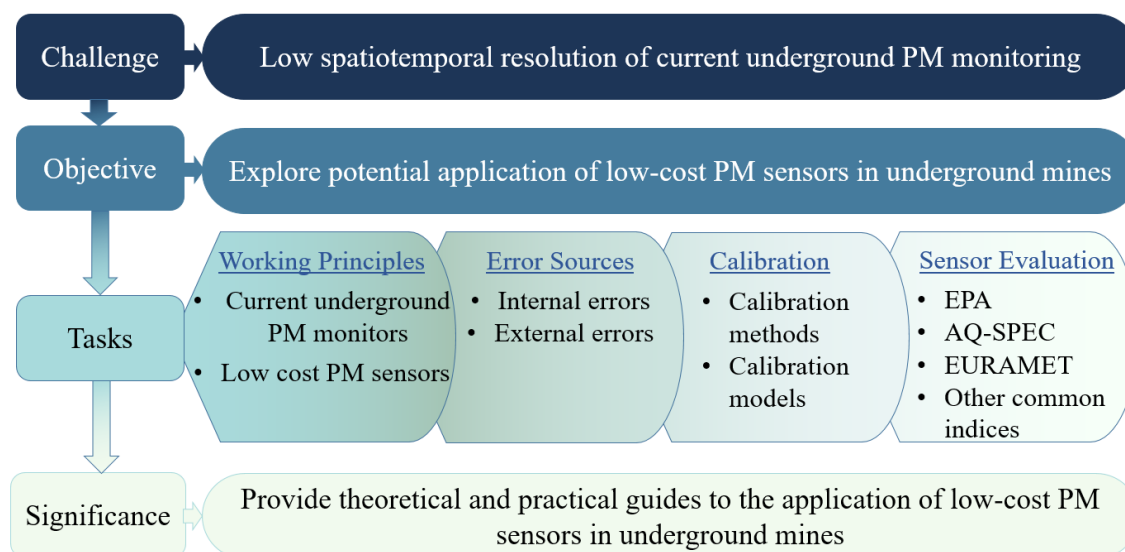 Challenge
Low spatiotemporal resolution of current underground PM monitoring
Objective
Explore potential application of low-cost PM sensors in underground mines
Tasks
Working Principles
• Current underground
PM monitors
• Low cost PM sensors
Error Sources
• Internal errors
• External errors
Calibration
• Calibration
methods
• Calibration
models
Sensor Evaluation
• EPA
• AQ-SPEC
• EURAMET
• Other common
indices
Significance
Provide theoretical and practical guides to the application of low-cost PM
sensors in underground mines